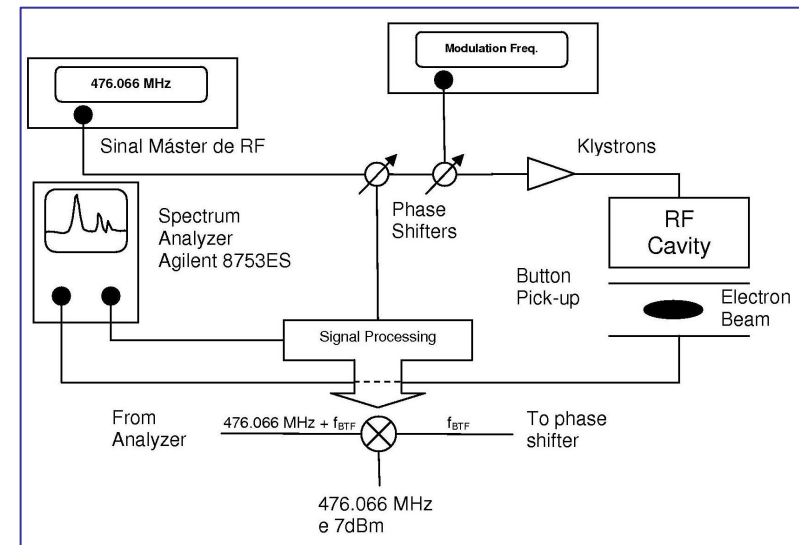 Modulation Freq.
476.066 MHz
Sinal Máster de RF
Klystrons
Phase
Shifters
RF
Cavity
Spectrum
Analyzer
Agilent 8753ES
Button
Pick-up
Electron
Beam
Signal Processing
From
Analyzer
476.066 MHz + fBTF
fBTF
To phase
shifter
476.066 MHz
e 7dBm